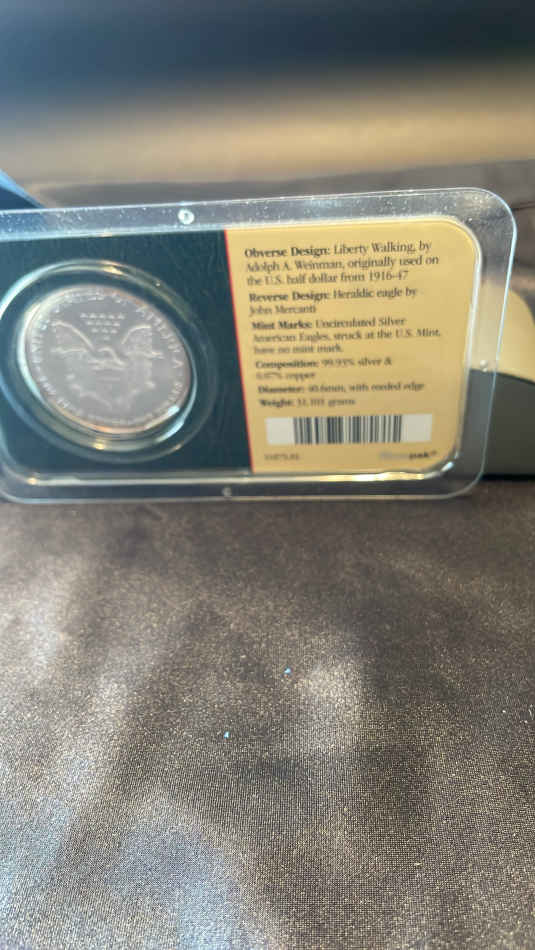 Obverse Design: Liberty Walking, by
Adolph A. Weinman, originally used on
the U.S. half dollar from 1916-47
Reverse Design: Heraldic eagle by
John Mercanti
Mint Marks: Uncirculated Silver
American Eagles, struck at the U.S. Mint,
have no mint mark.
Composition: 99.93% silver &
0.07% copper
Diameter: 40.6mm, with reeded edge
Weight: 31.101 grams